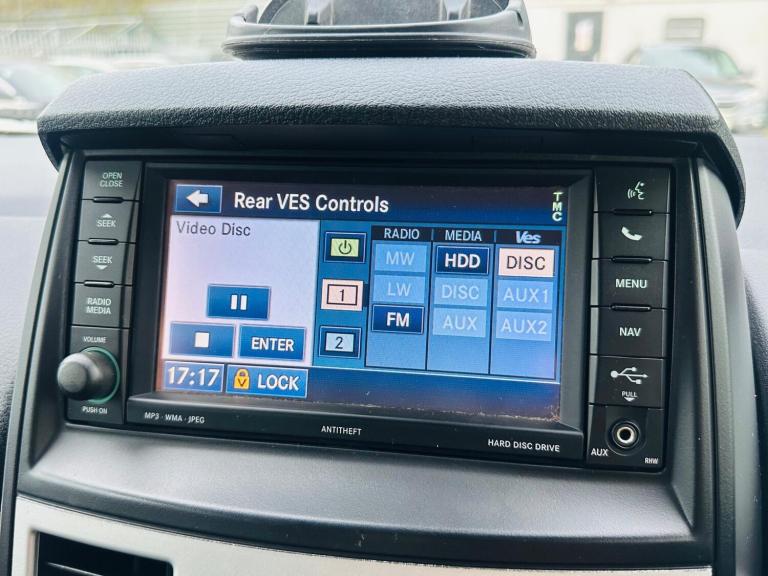 OPEN
CLOSE
SEEK
SEEK
RADIO
MEDIA
VOLUME
PUSH·ON
Rear VES Controls
TMC
Video Disc
ENTER
17:17
LOCK
1
2
RADIO
MW
LW
FM
MEDIA
HDD
DISC
AUX
Ves
DISC
AUX1
AUX2
MENU
NAV
PULL
AUX
RHW
MP3 · WMA · JPEG
ANTITHEFT
HARD DISC DRIVE